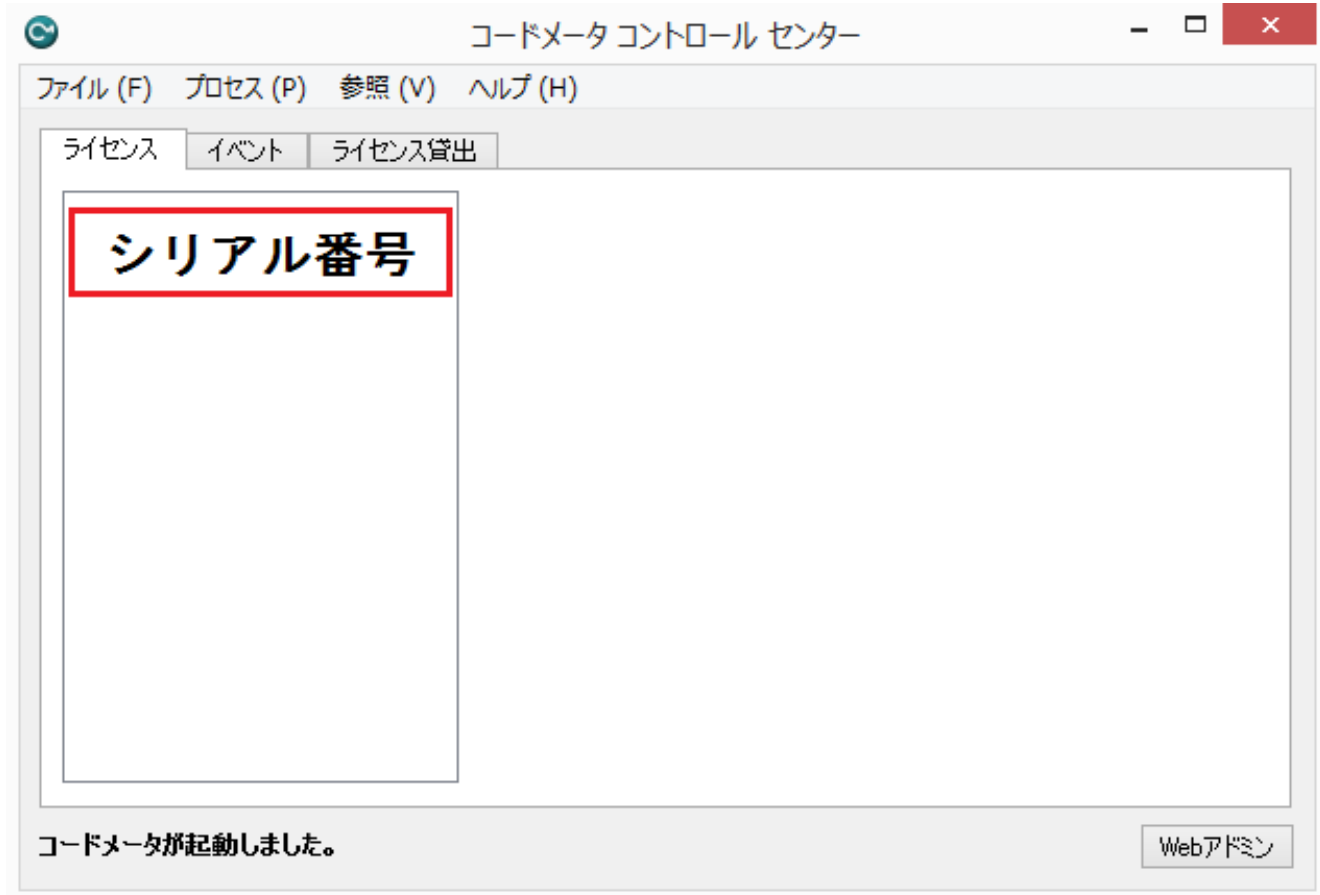 コードメータ コントロール センター
ファイル (F) プロセス (P) 参照 (V) ヘルプ (H)
ライセンス イベント ライセンス貸出
シリアル番号
コードメータが起動しました。
Webアドミン